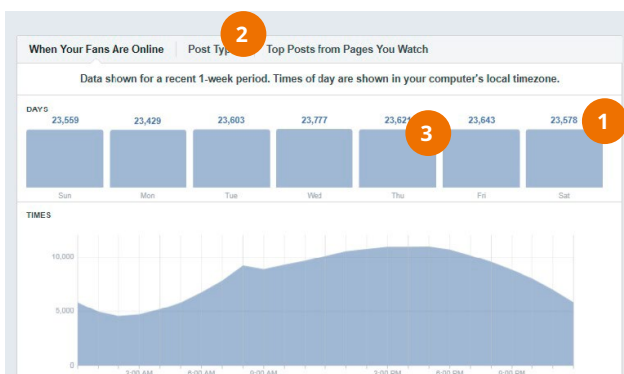 2
When Your Fans Are Online Post Typ Top Posts from Pages You Watch
Data shown for a recent 1-week period. Times of day are shown in your computer's local timezone.
DAYS
23,559 23,429 23,603 23,777 23,621 23,643 23,578 1
3
Sun Mon Tue Wed Thu Fri Sat
TIMES
10,000
5,000
0
3:00 AM 6:00 AM 9:00 AM 3:00 PM 6:00 PM 9:00 PM